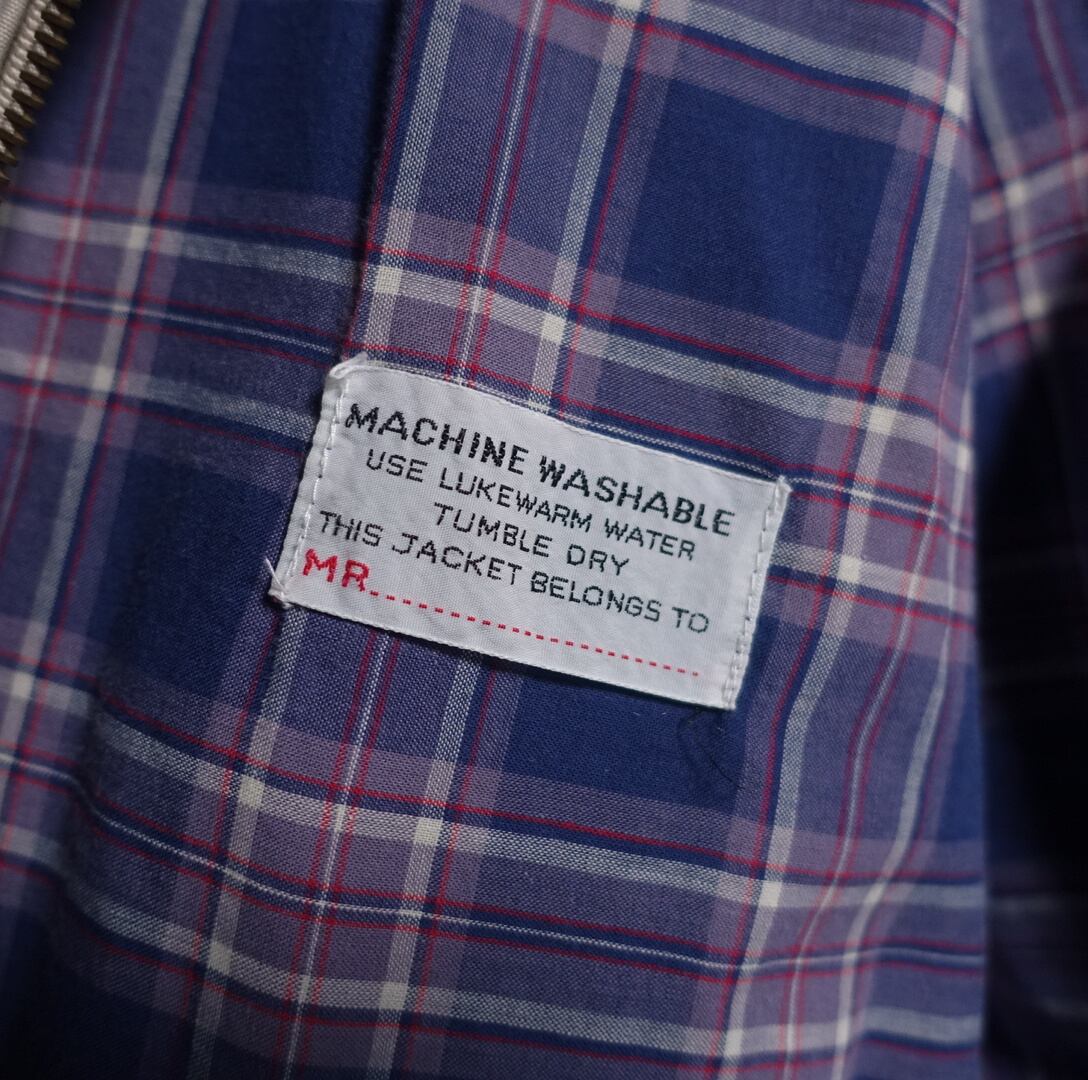 MACHINE WASHABLE
USE LUKEWARM WATER
TUMBLE DRY
THIS JACKET BELONGS TO
MR..............................